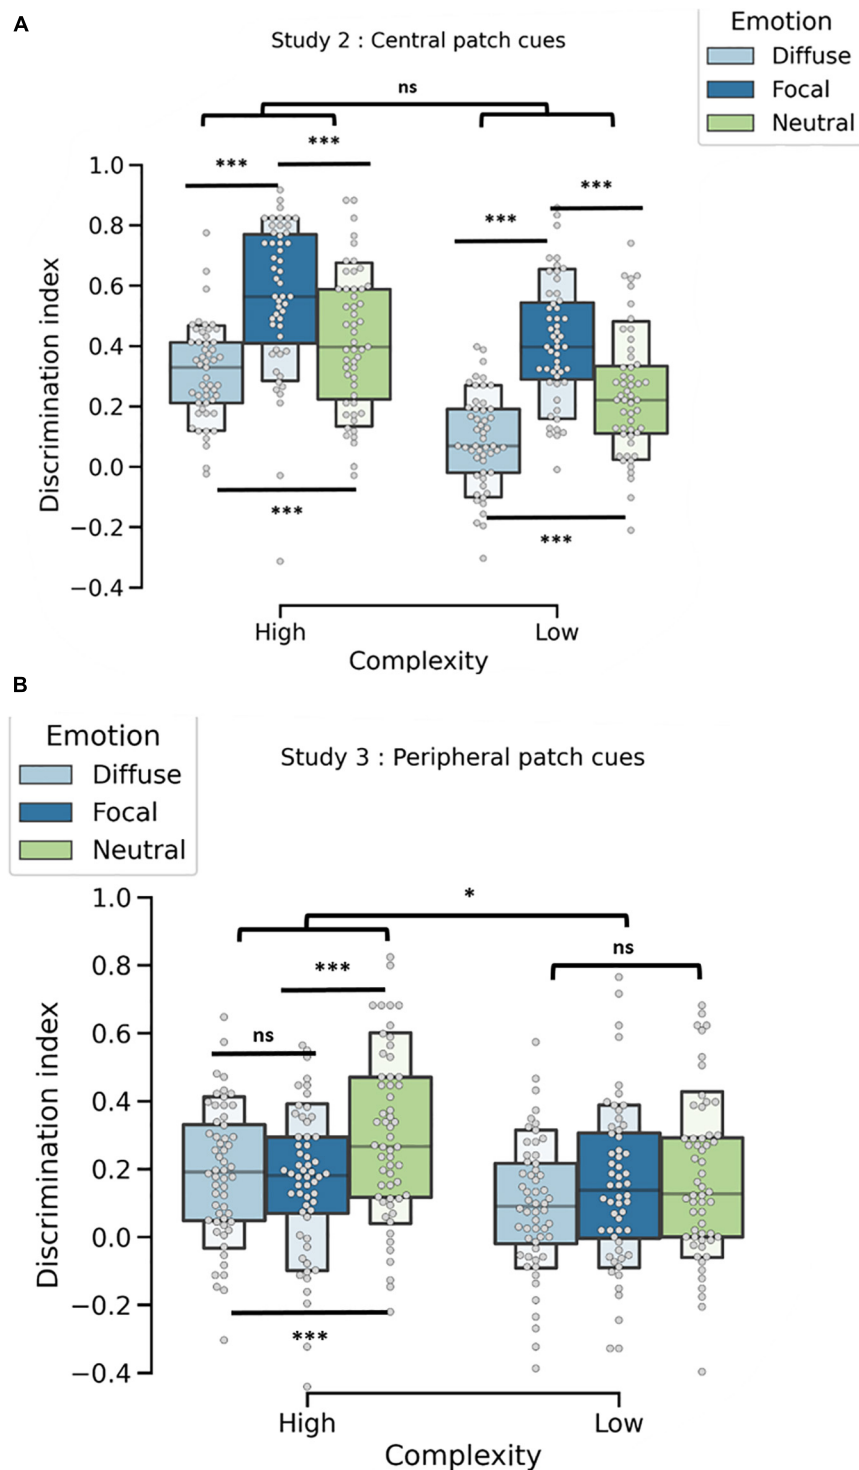 A
Study 2 : Central patch cues
Emotion
Diffuse
Focal
Neutral
ns
***
***
***
***
1.0
0.8
0.6
0.4
0.2
0.0
−0.2
−0.4
Discrimination index
***
***
High
Low
Complexity
B
Emotion
Diffuse
Focal
Neutral
Study 3 : Peripheral patch cues
*
ns
***
ns
1.0
0.8
0.6
0.4
0.2
0.0
−0.2
−0.4
Discrimination index
***
High
Low
Complexity